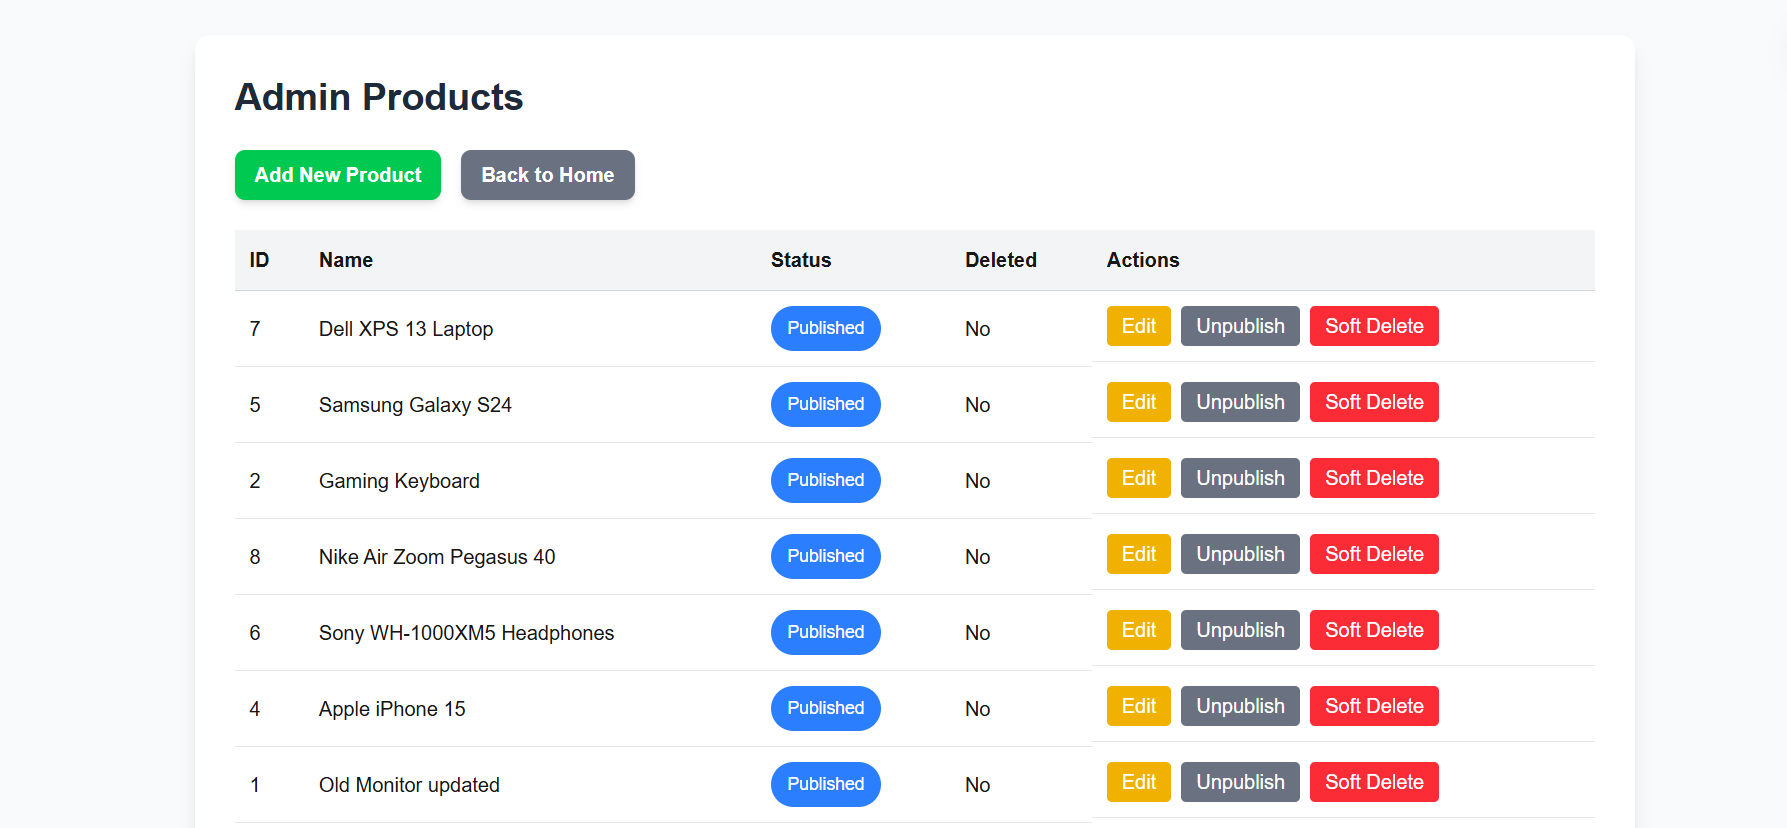 Admin Products
Add New Product Back to Home
ID Name Status Deleted Actions
7 Dell XPS 13 Laptop Published No Edit Unpublish Soft Delete
5 Samsung Galaxy S24 Published No Edit Unpublish Soft Delete
2 Gaming Keyboard Published No Edit Unpublish Soft Delete
8 Nike Air Zoom Pegasus 40 Published No Edit Unpublish Soft Delete
6 Sony WH-1000XM5 Headphones Published No Edit Unpublish Soft Delete
4 Apple iPhone 15 Published No Edit Unpublish Soft Delete
1 Old Monitor updated Published No Edit Unpublish Soft Delete